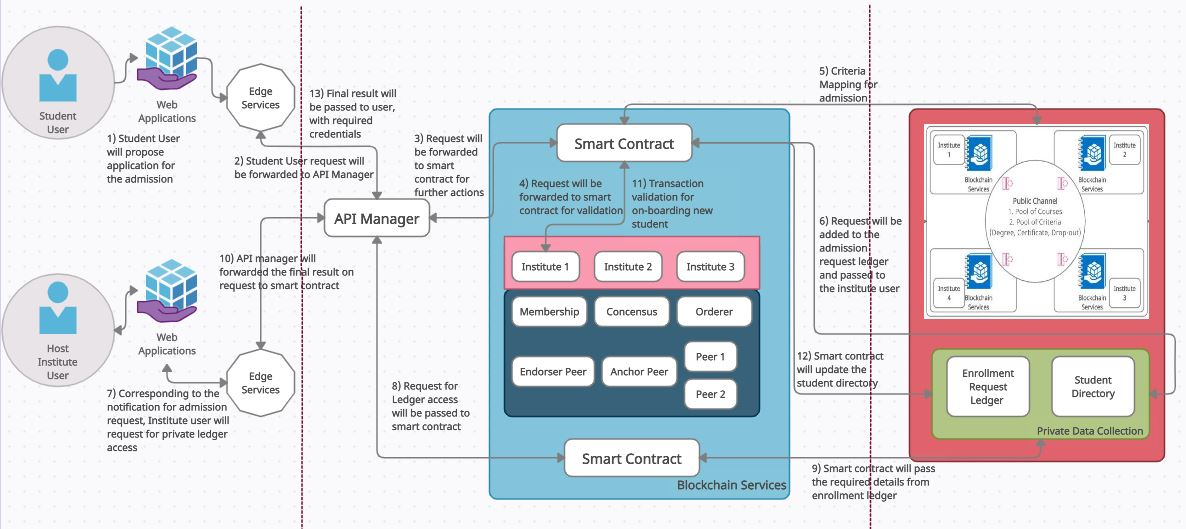 Student
User
Web
Applications
Edge
Services
1) Student User
will propose
application for
the admission
13) Final result will
be passed to user,
with required
credentials
2) Student User request will
be forwarded to API Manager
3) Request will
be forwarded
to smart
contract for
further actions
API Manager
10) API manager will
forwarded the final result on
request to smart contract
Host
Institute
User
Web
Applications
Edge
Services
7) Corresponding to the
notification for admission
request, Institute user will
request for private ledger
access
8) Request for
Ledger access
will be passed to
smart contract
Smart Contract
4) Request will be
forwarded to smart
contract for validation
11) Transaction
validation for
on-boarding new
student
Institute 1
Institute 2
Institute 3
Membership
Concensus
Orderer
Endorser Peer
Anchor Peer
Peer 1
Peer 2
Smart Contract
Blockchain Services
5) Criteria
Mapping for
admission
6) Request will be
added to the
admission
request ledger
and passed to
the institute user
12) Smart contract
will update the
student directory
9) Smart contract will pass
the required details from
enrollment ledger
Institute
1
Blockchain
Services
Blockchain
Services
Institute
2
Public Channel
1. Pool of Courses
2. Pool of Criteria
(Degree, Certificate, Drop-out)
Institute
4
Blockchain
Services
Blockchain
Services
Institute
3
Enrollment
Request
Ledger
Student
Directory
Private Data Collection